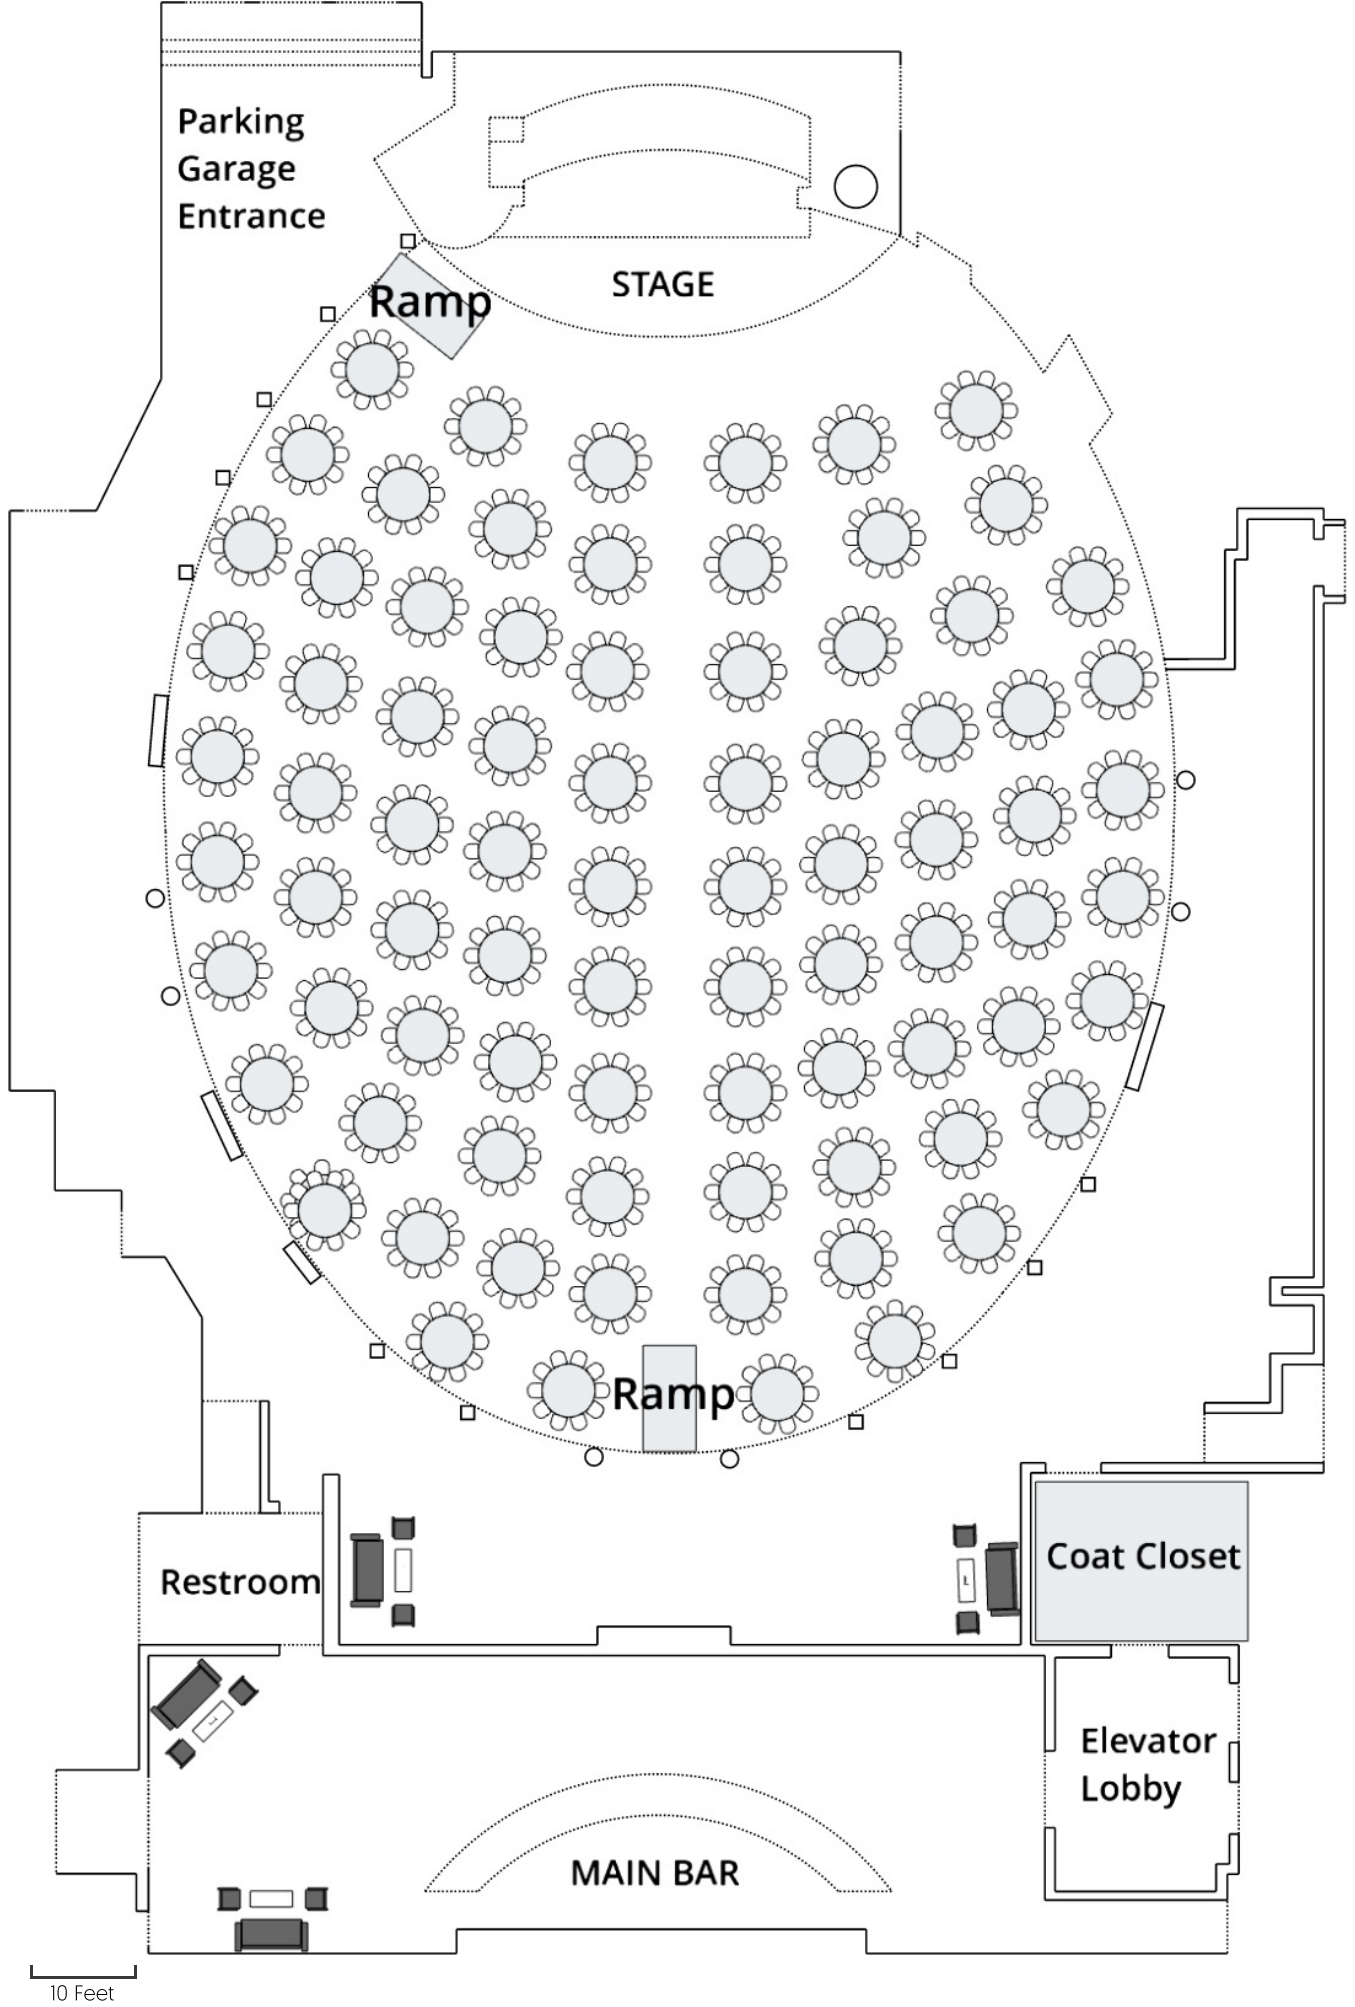 Parking
Garage
Entrance
STAGE
Ramp
Ramp
Coat Closet
Restroom
Elevator
Lobby
MAIN BAR
10 Feet